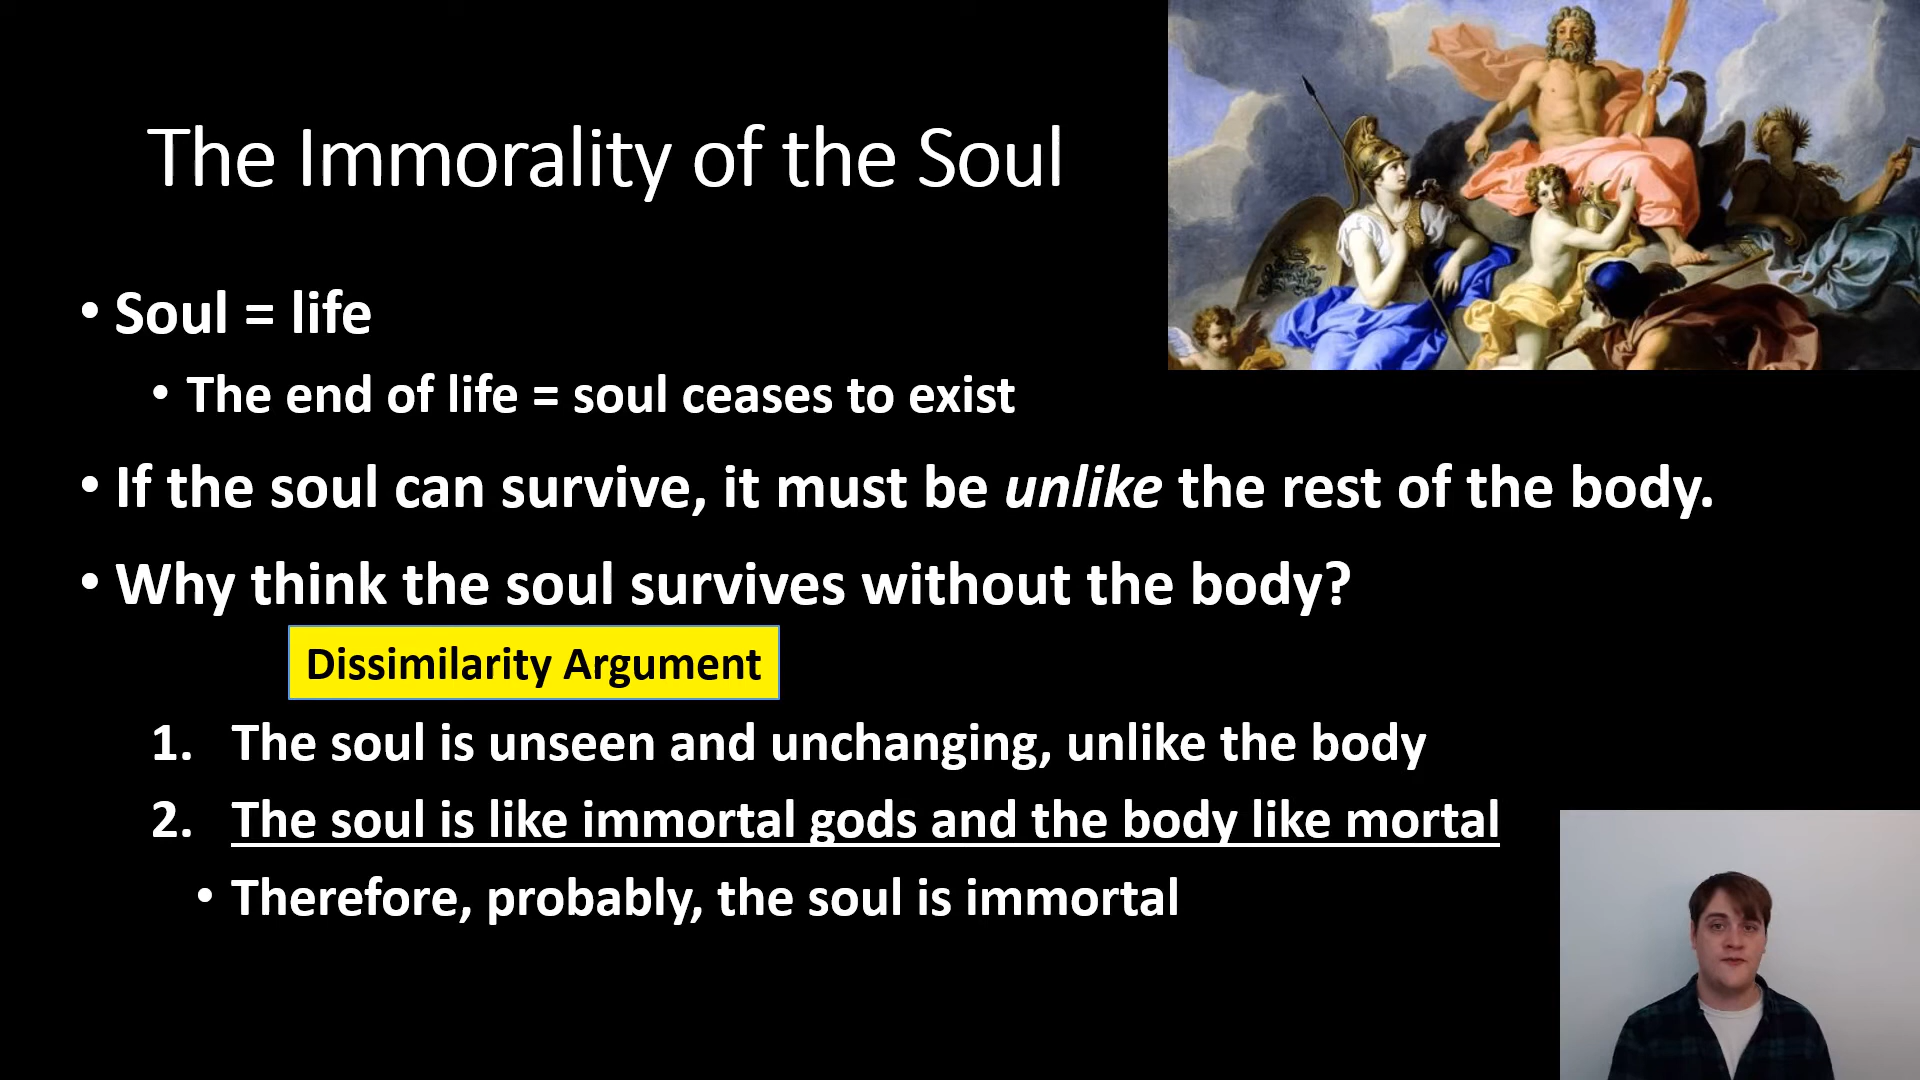 The Immorality of the Soul
• Soul = life
• The end of life = soul ceases to exist
• If the soul can survive, it must be unlike the rest of the body.
• Why think the soul survives without the body?
Dissimilarity Argument
1. The soul is unseen and unchanging, unlike the body
2. The soul is like immortal gods and the body like mortal
• Therefore, probably, the soul is immortal